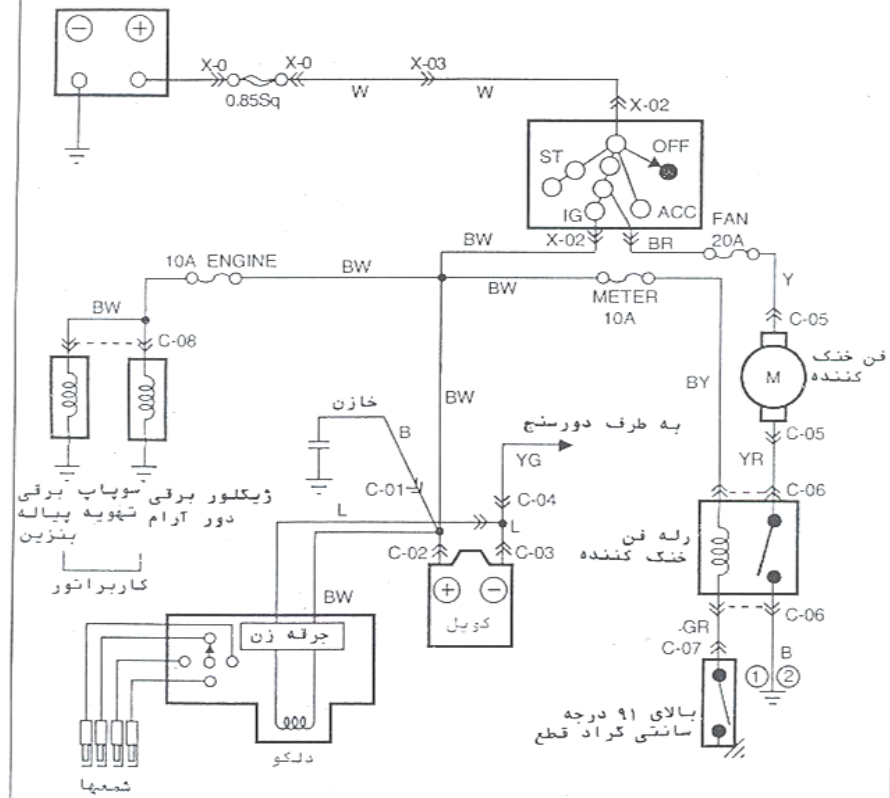 − +
X-0 X-0 X-03
0.85Sq W W
X-02
ST OFF
IG ACC
FAN
20A
X-02 BR
BW
10A ENGINE BW BW
METER
10A
Y
C-05
BW
C-08
M
فن خنک
کننده
BY
BW
خازن
B
به طرف دورسنج
YG
C-05
YR
C-01
C-04
C-06
سوپاپ برقی
تهویه پیاله
بنزین
ژیکلور برقی
دور آرام
L L
C-02 C-03
رله فن
خنک کننده
کاربراتور
+ −
کویل
BW
جرقه زن
C-06
GR
C-07
B
1 2
بالای ۹۱ درجه
سانتی گراد قطع
دلکو
شمعها